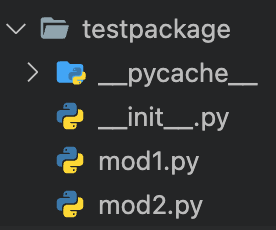 testpackage
__pycache__
__init__.py
mod1.py
mod2.py